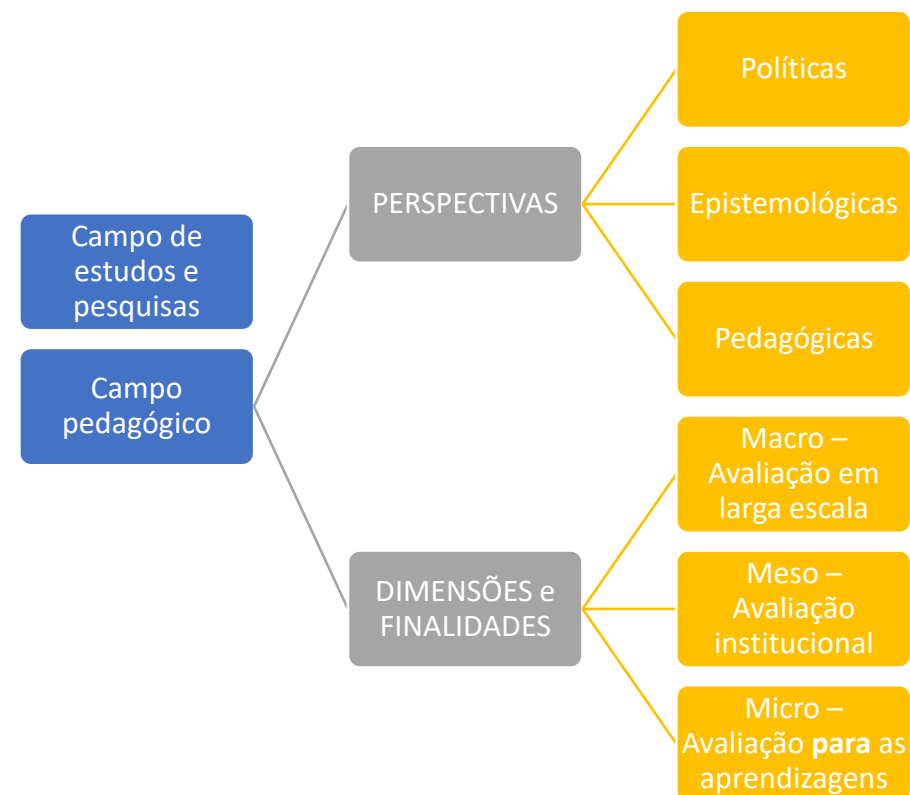 Campo de
estudos e
pesquisas
Campo
pedagógico
PERSPECTIVAS
DIMENSÕES e
FINALIDADES
Políticas
Epistemológicas
Pedagógicas
Macro –
Avaliação em
larga escala
Meso –
Avaliação
institucional
Micro –
Avaliação para as
aprendizagens